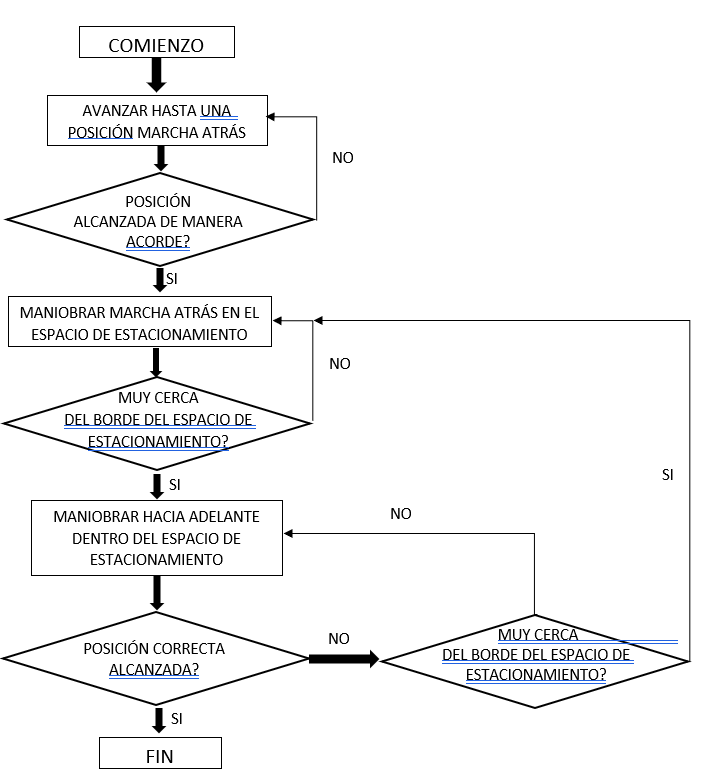 COMIENZO
AVANZAR HASTA UNA
POSICIÓN MARCHA ATRÁS
NO
POSICIÓN
ALCANZADA DE MANERA
ACORDE?
SI
MANIOBRAR MARCHA ATRÁS EN EL
ESPACIO DE ESTACIONAMIENTO
NO
MUY CERCA
DEL BORDE DEL ESPACIO DE
ESTACIONAMIENTO?
SI
SI
MANIOBRAR HACIA ADELANTE
DENTRO DEL ESPACIO DE
ESTACIONAMIENTO
NO
POSICIÓN CORRECTA
ALCANZADA?
NO
MUY CERCA
DEL BORDE DEL ESPACIO DE
ESTACIONAMIENTO?
SI
FIN